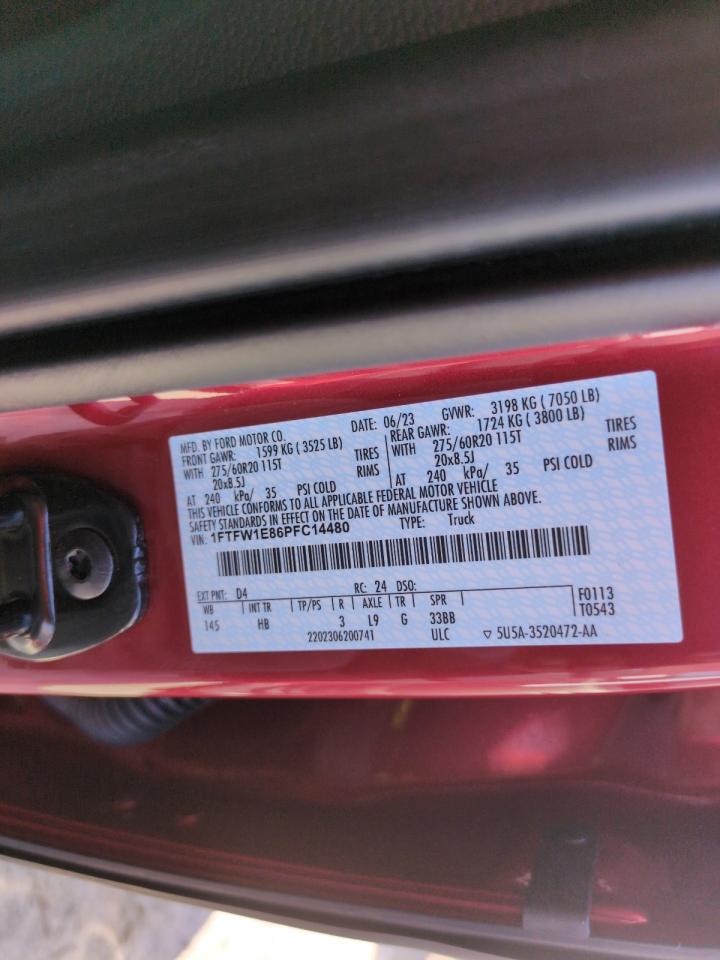 MFD. BY FORD MOTOR CO. DATE: 06/23 GVWR: 3198 KG ( 7050 LB)
FRONT GAWR: 1599 KG ( 3525 LB) REAR GAWR: 1724 KG ( 3800 LB)
WITH 275/60R20 115T TIRES WITH 275/60R20 115T TIRES
20x8.5J RIMS 20x8.5J RIMS
AT 240 kPa/ 35 PSI COLD AT 240 kPa/ 35 PSI COLD
THIS VEHICLE CONFORMS TO ALL APPLICABLE FEDERAL MOTOR VEHICLE
SAFETY STANDARDS IN EFFECT ON THE DATE OF MANUFACTURE SHOWN ABOVE.
VIN: 1FTFW1E86PFC14480 TYPE: Truck
EXT PNT: D4 RC: 24 DSO: F0113
WB INT TR TP/PS R AXLE TR SPR T0543
145 HB 3 L9 G 33BB
2202306200741 ULC ▽ 5U5A-3520472-AA